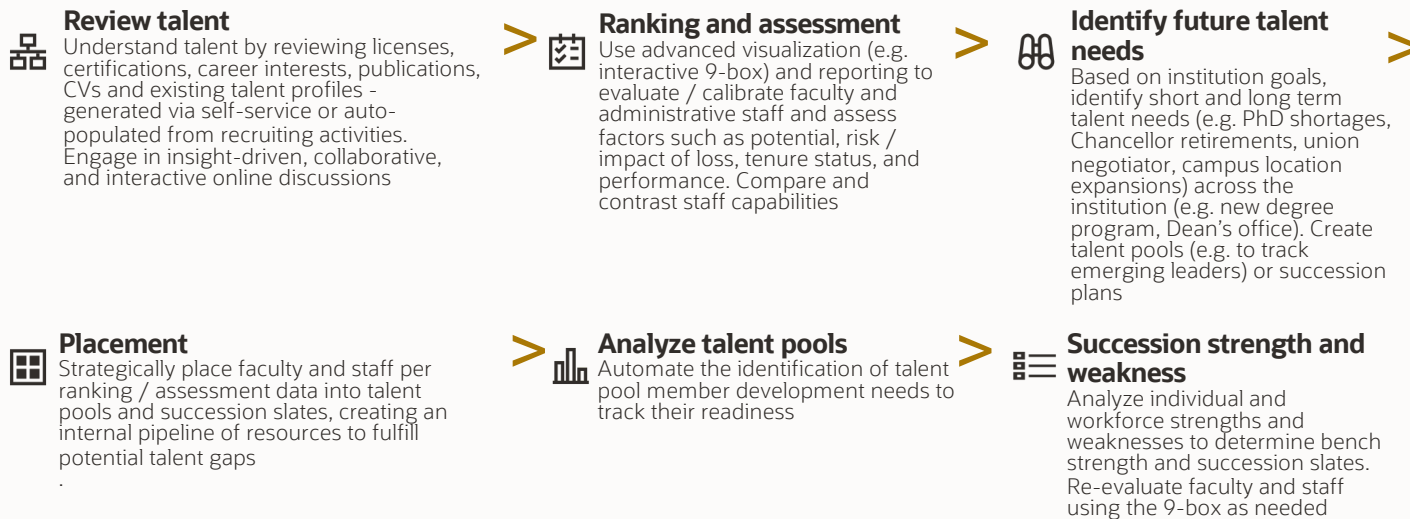 Review talent
Understand talent by reviewing licenses,
certifications, career interests, publications,
CVs and existing talent profiles -
generated via self-service or auto-
populated from recruiting activities.
Engage in insight-driven, collaborative,
and interactive online discussions
>
Ranking and assessment
Use advanced visualization (e.g.
interactive 9-box) and reporting to
evaluate / calibrate faculty and
administrative staff and assess
factors such as potential, risk /
impact of loss, tenure status, and
performance. Compare and
contrast staff capabilities
>
Identify future talent
needs
Based on institution goals,
identify short and long term
talent needs (e.g. PhD shortages,
Chancellor retirements, union
negotiator, campus location
expansions) across the
institution (e.g. new degree
program, Dean’s office). Create
talent pools (e.g. to track
emerging leaders) or succession
plans
>
Placement
Strategically place faculty and staff per
ranking / assessment data into talent
pools and succession slates, creating an
internal pipeline of resources to fulfill
potential talent gaps
.
>
Analyze talent pools
Automate the identification of talent
pool member development needs to
track their readiness
>
Succession strength and
weakness
Analyze individual and
workforce strengths and
weaknesses to determine bench
strength and succession slates.
Re-evaluate faculty and staff
using the 9-box as needed